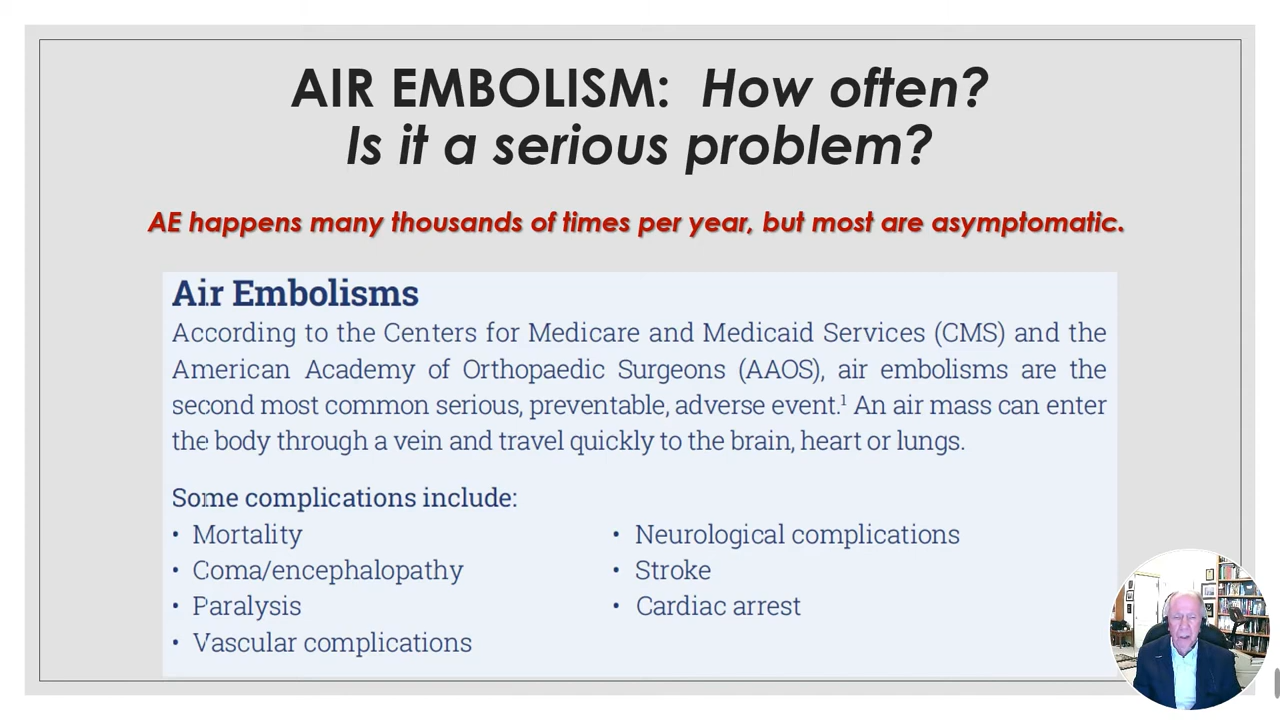 AIR EMBOLISM: How often?
Is it a serious problem?
AE happens many thousands of times per year, but most are asymptomatic.
Air Embolisms
According to the Centers for Medicare and Medicaid Services (CMS) and the
American Academy of Orthopaedic Surgeons (AAOS), air embolisms are the
second most common serious, preventable, adverse event.¹ An air mass can enter
the body through a vein and travel quickly to the brain, heart or lungs.
Some complications include:
• Mortality
• Coma/encephalopathy
• Paralysis
• Vascular complications
• Neurological complications
• Stroke
• Cardiac arrest